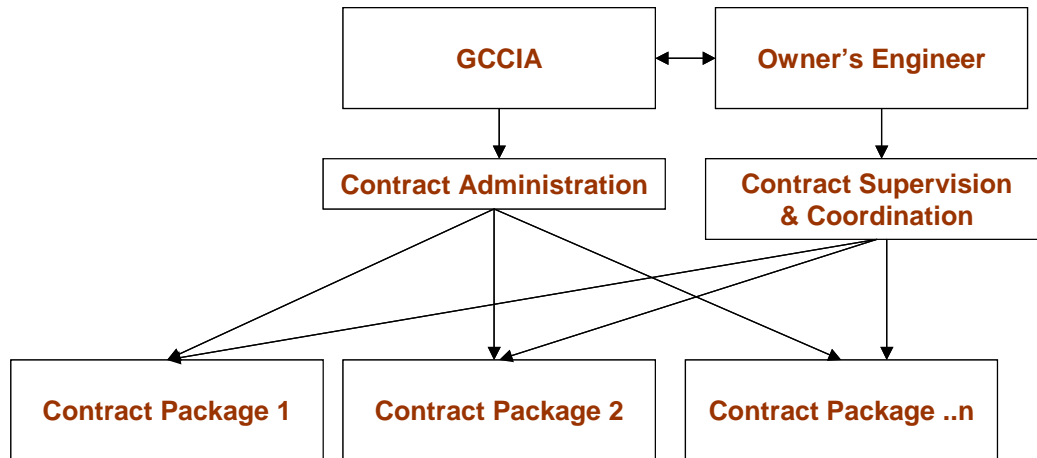 GCCIA
Owner’s Engineer
Contract Administration
Contract Supervision
& Coordination
Contract Package 1
Contract Package 2
Contract Package ..n